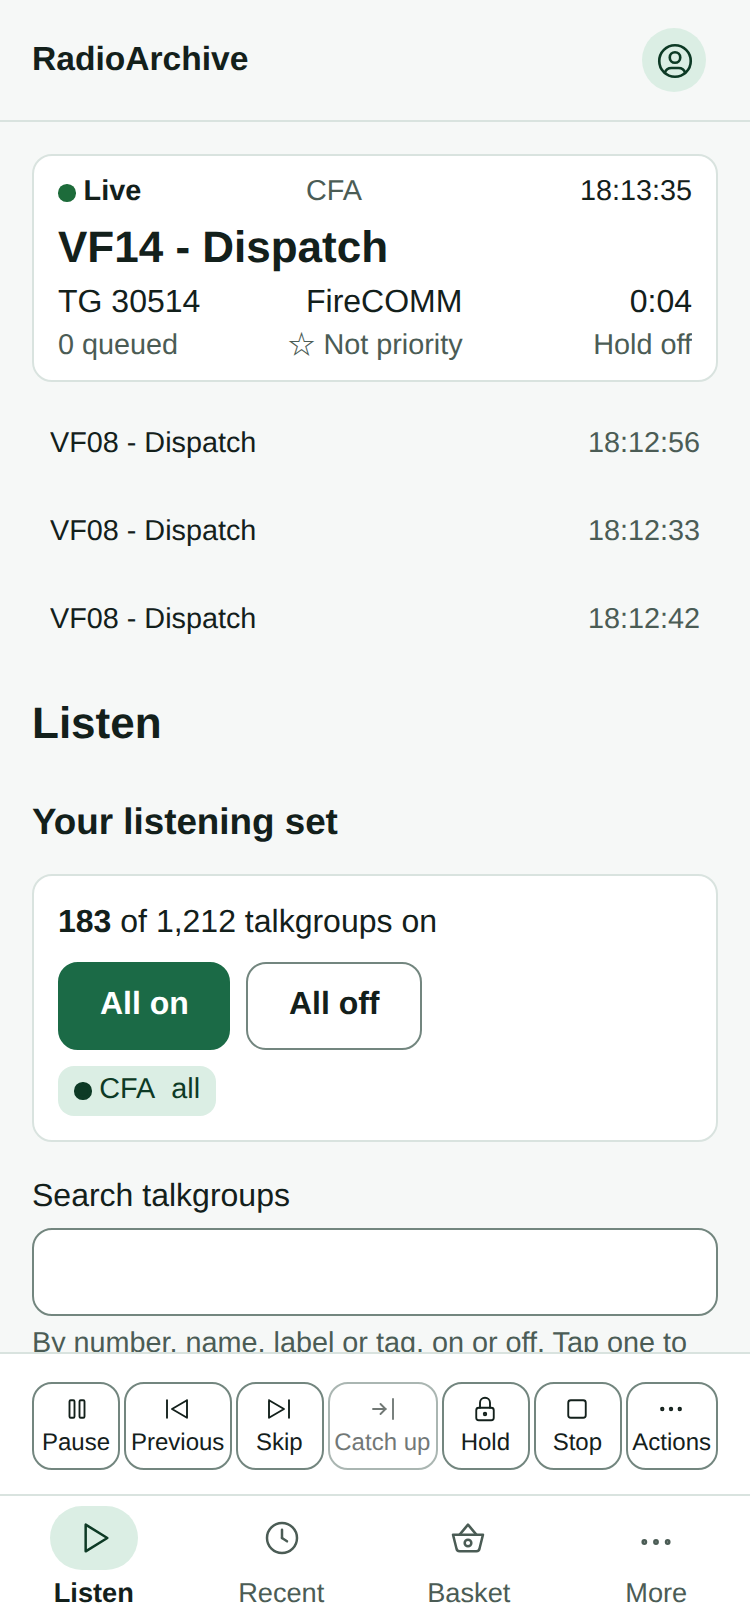 RadioArchive
Live CFA 18:13:35
VF14 - Dispatch
TG 30514 FireCOMM 0:04
0 queued ☆ Not priority Hold off
VF08 - Dispatch 18:12:56
VF08 - Dispatch 18:12:33
VF08 - Dispatch 18:12:42
Listen
Your listening set
183 of 1,212 talkgroups on
All on All off
CFA all
Search talkgroups
By number, name, label or tag, on or off. Tap one to
Pause Previous Skip Catch up Hold Stop Actions
Listen Recent Basket More